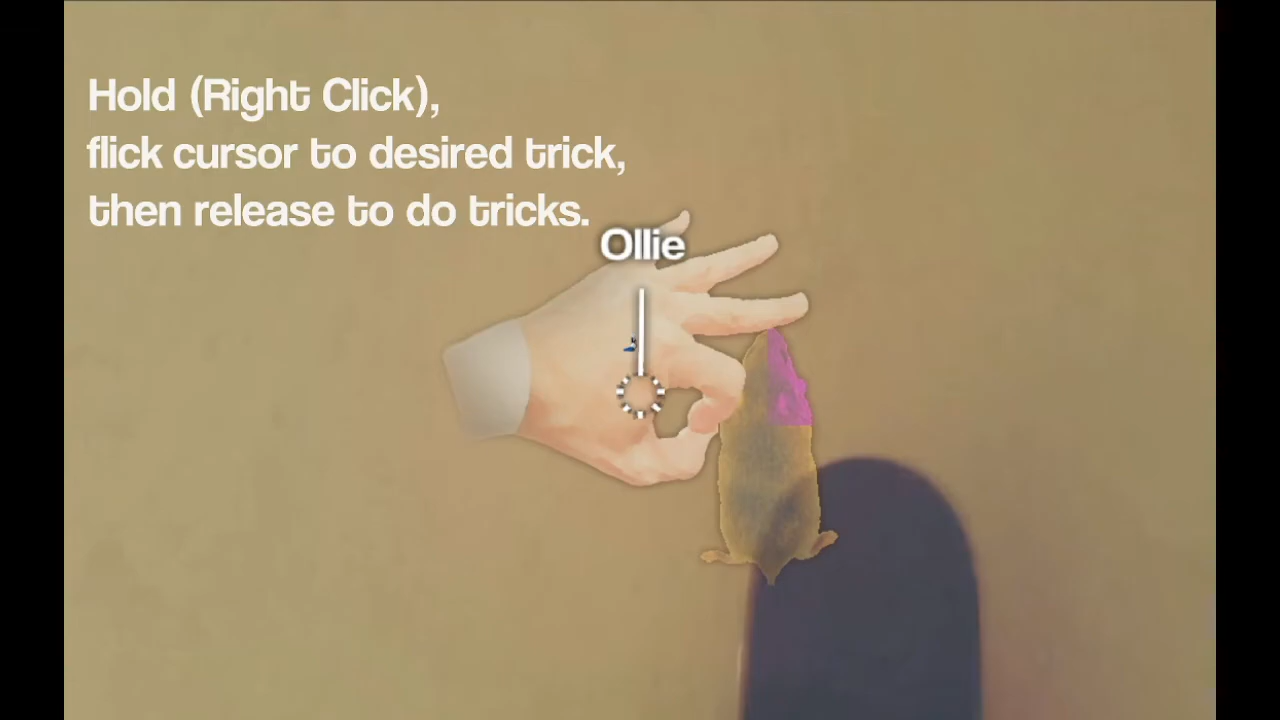 Hold (Right Click),
flick cursor to desired trick,
then release to do tricks.
Ollie